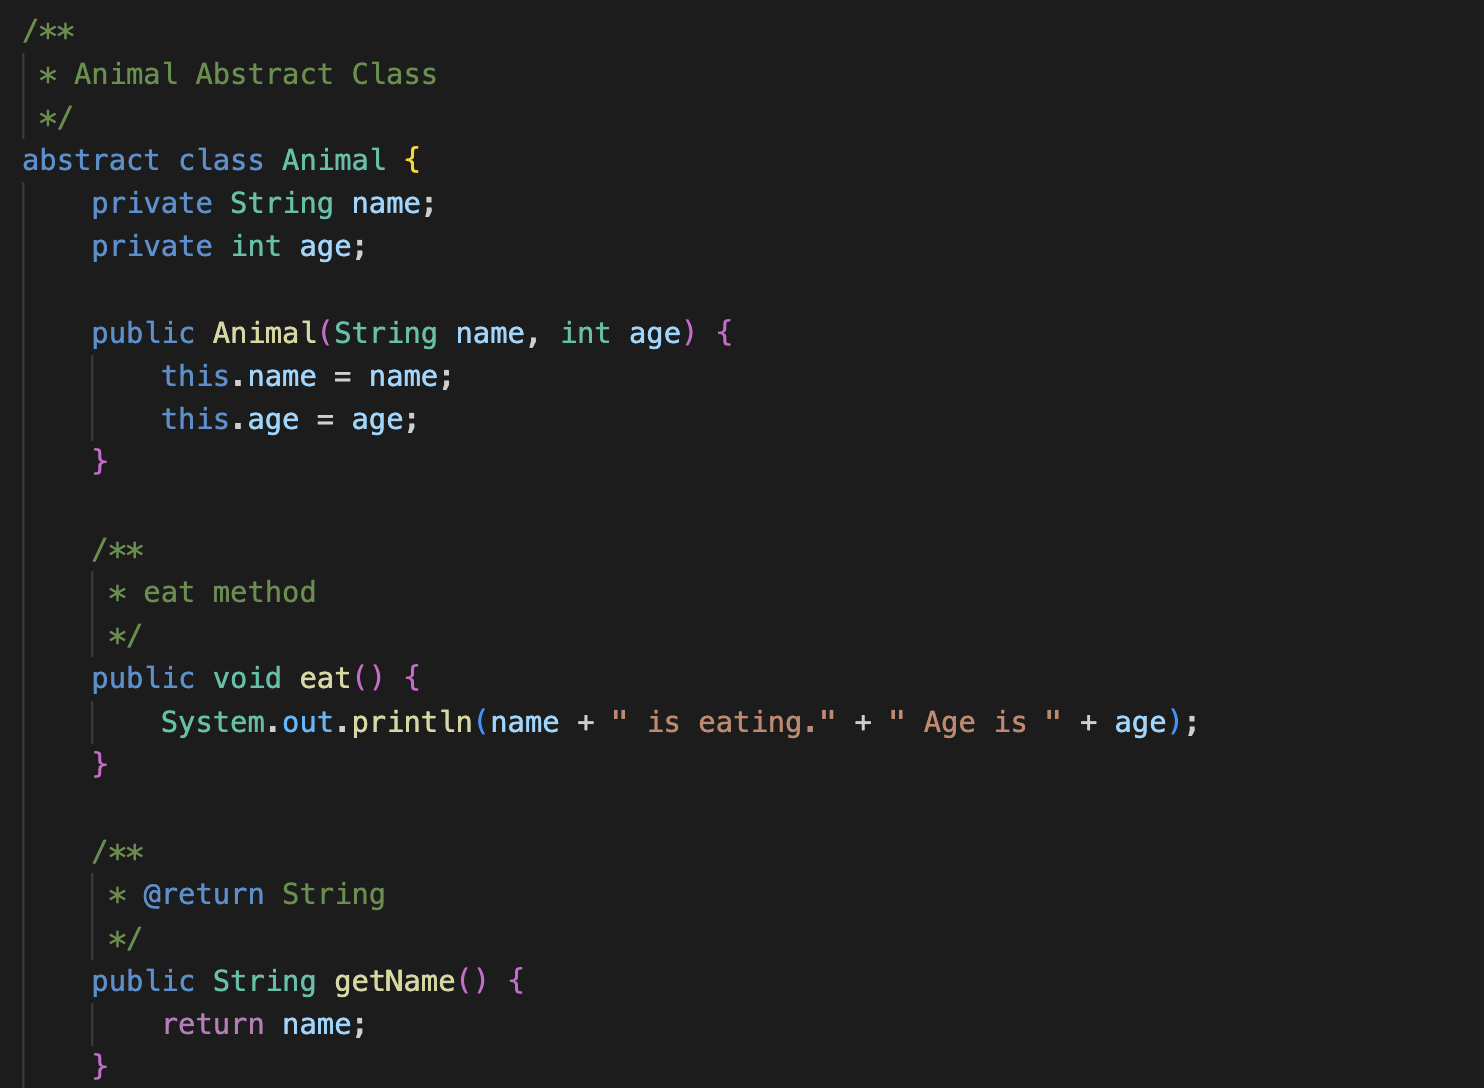 /**
 * Animal Abstract Class
 */
abstract class Animal {
    private String name;
    private int age;

    public Animal(String name, int age) {
        this.name = name;
        this.age = age;
    }

    /**
     * eat method
     */
    public void eat() {
        System.out.println(name + " is eating." + " Age is " + age);
    }

    /**
     * @return String
     */
    public String getName() {
        return name;
    }